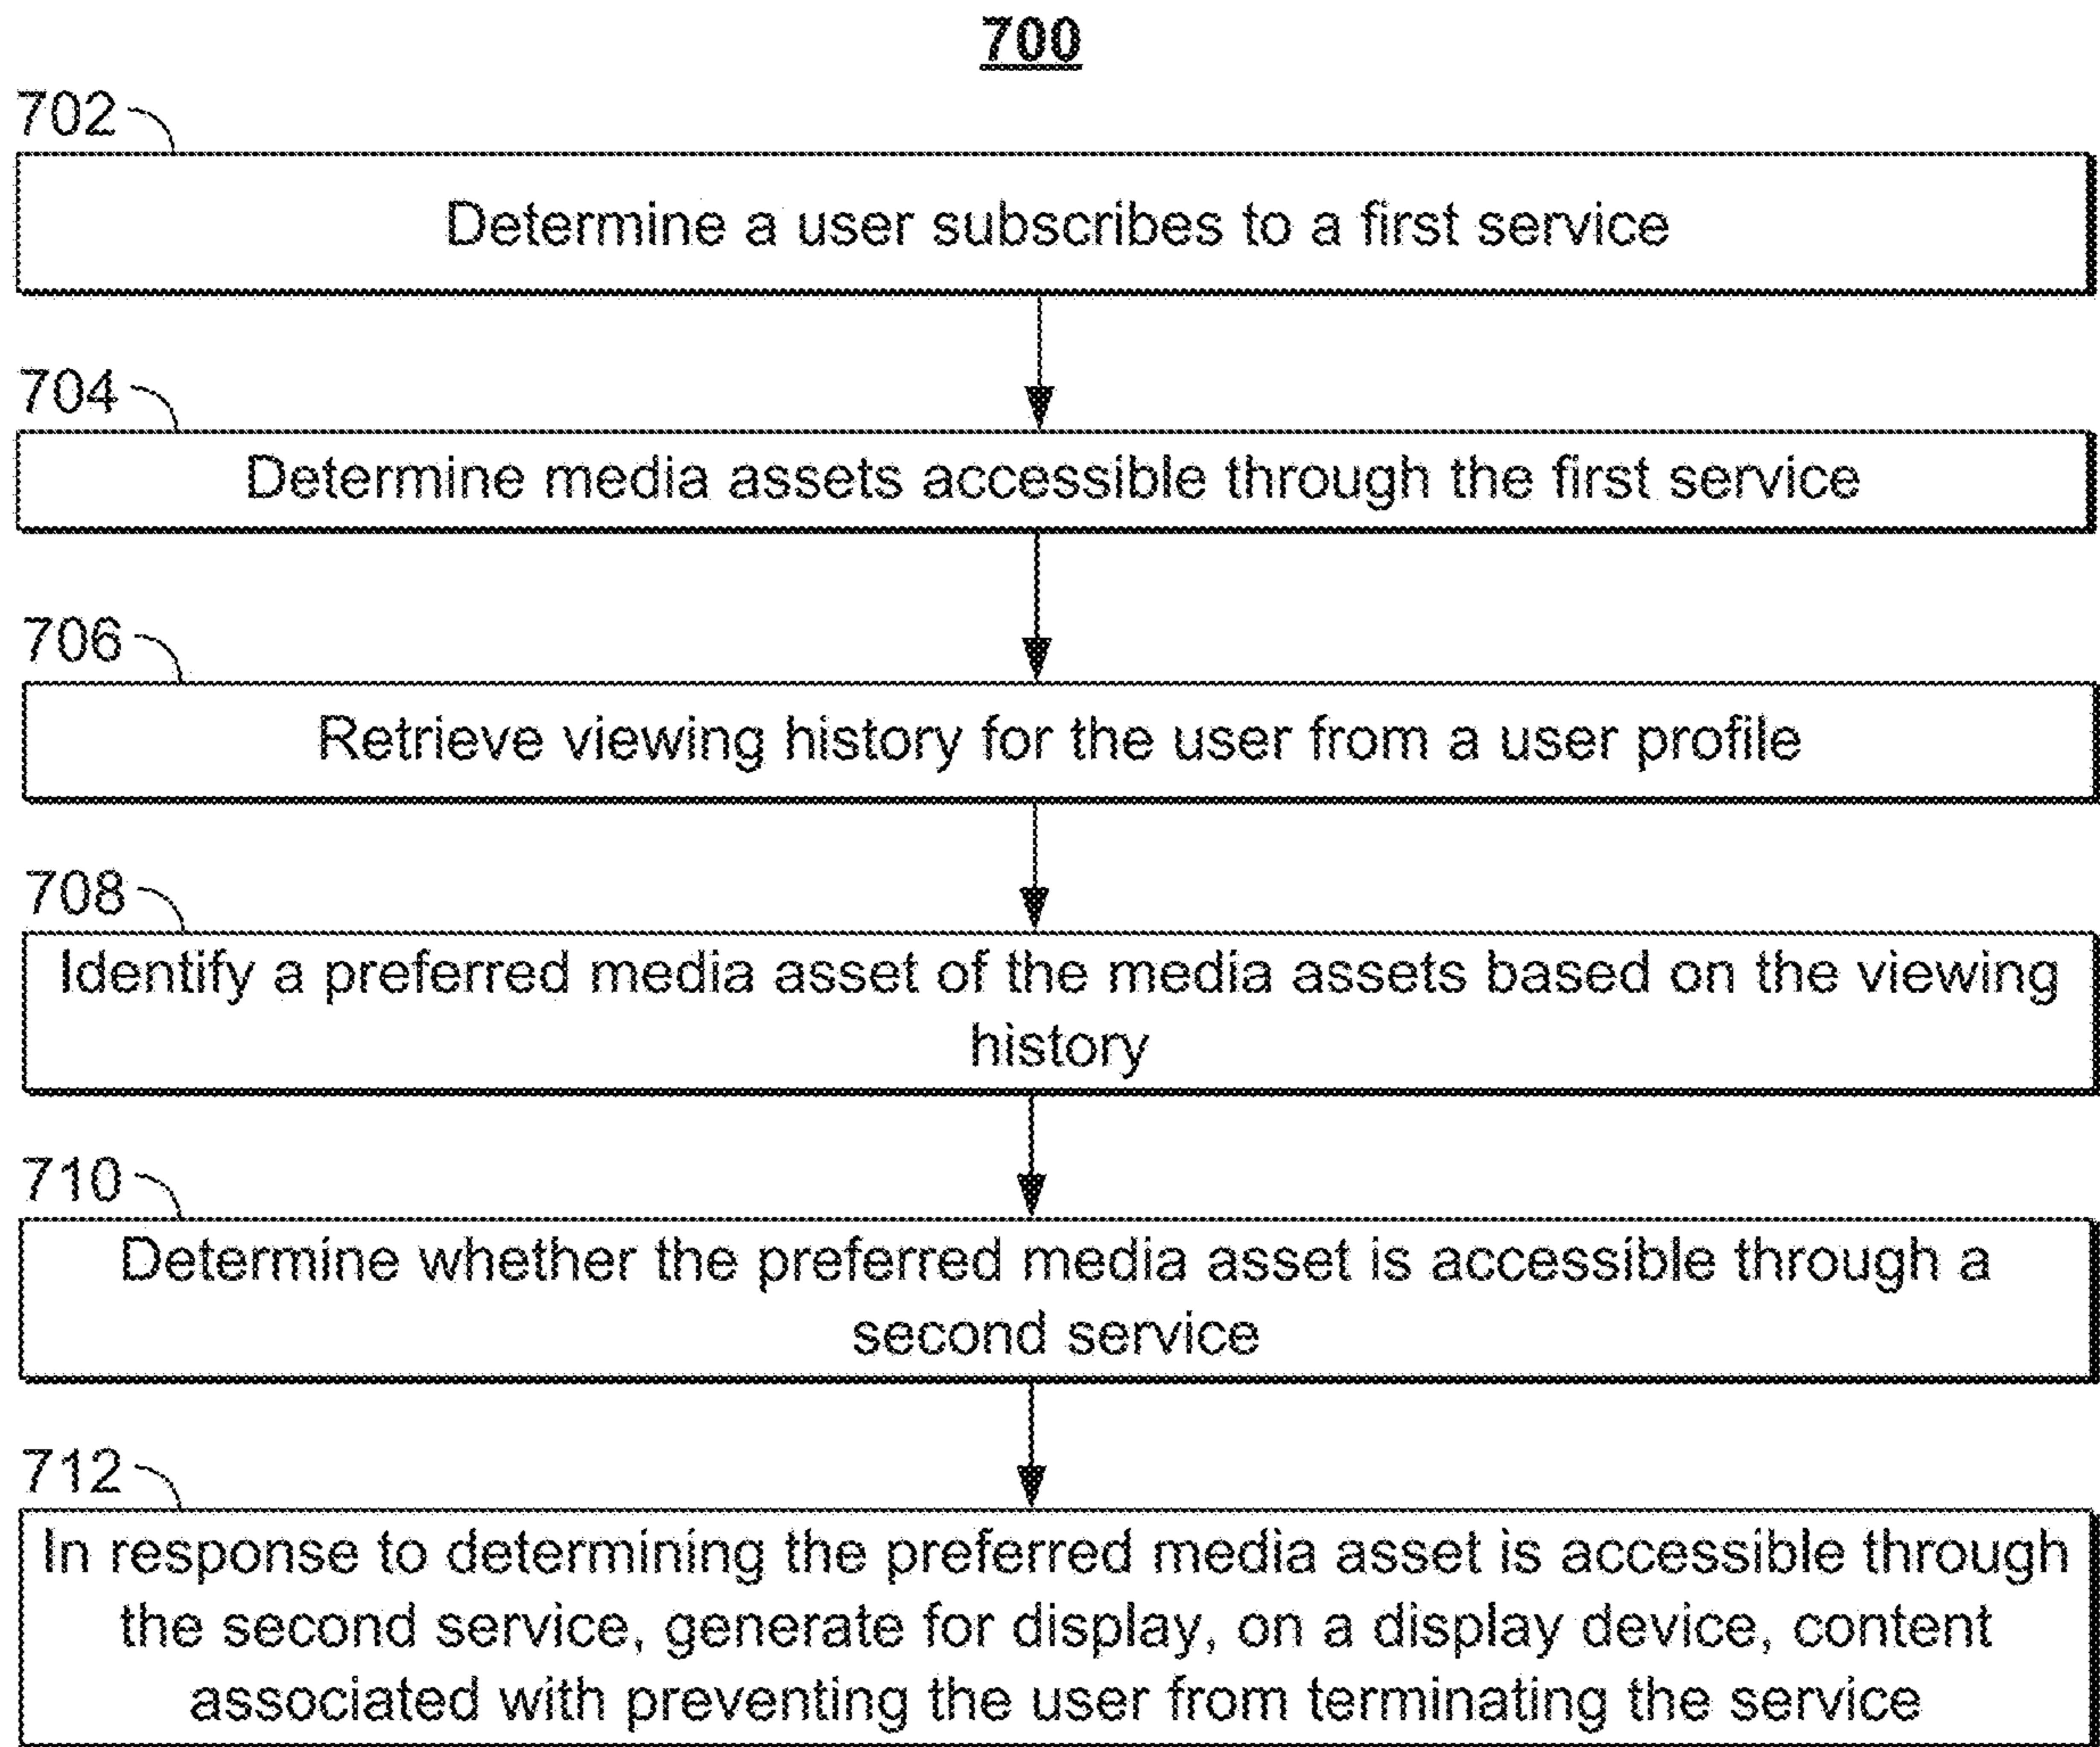 700
702
Determine a user subscribes to a first service
704
Determine media assets accessible through the first service
706
Retrieve viewing history for the user from a user profile
708
Identify a preferred media asset of the media assets based on the viewing
history
710
Determine whether the preferred media asset is accessible through a
second service
712
In response to determining the preferred media asset is accessible through
the second service, generate for display, on a display device, content
associated with preventing the user from terminating the service